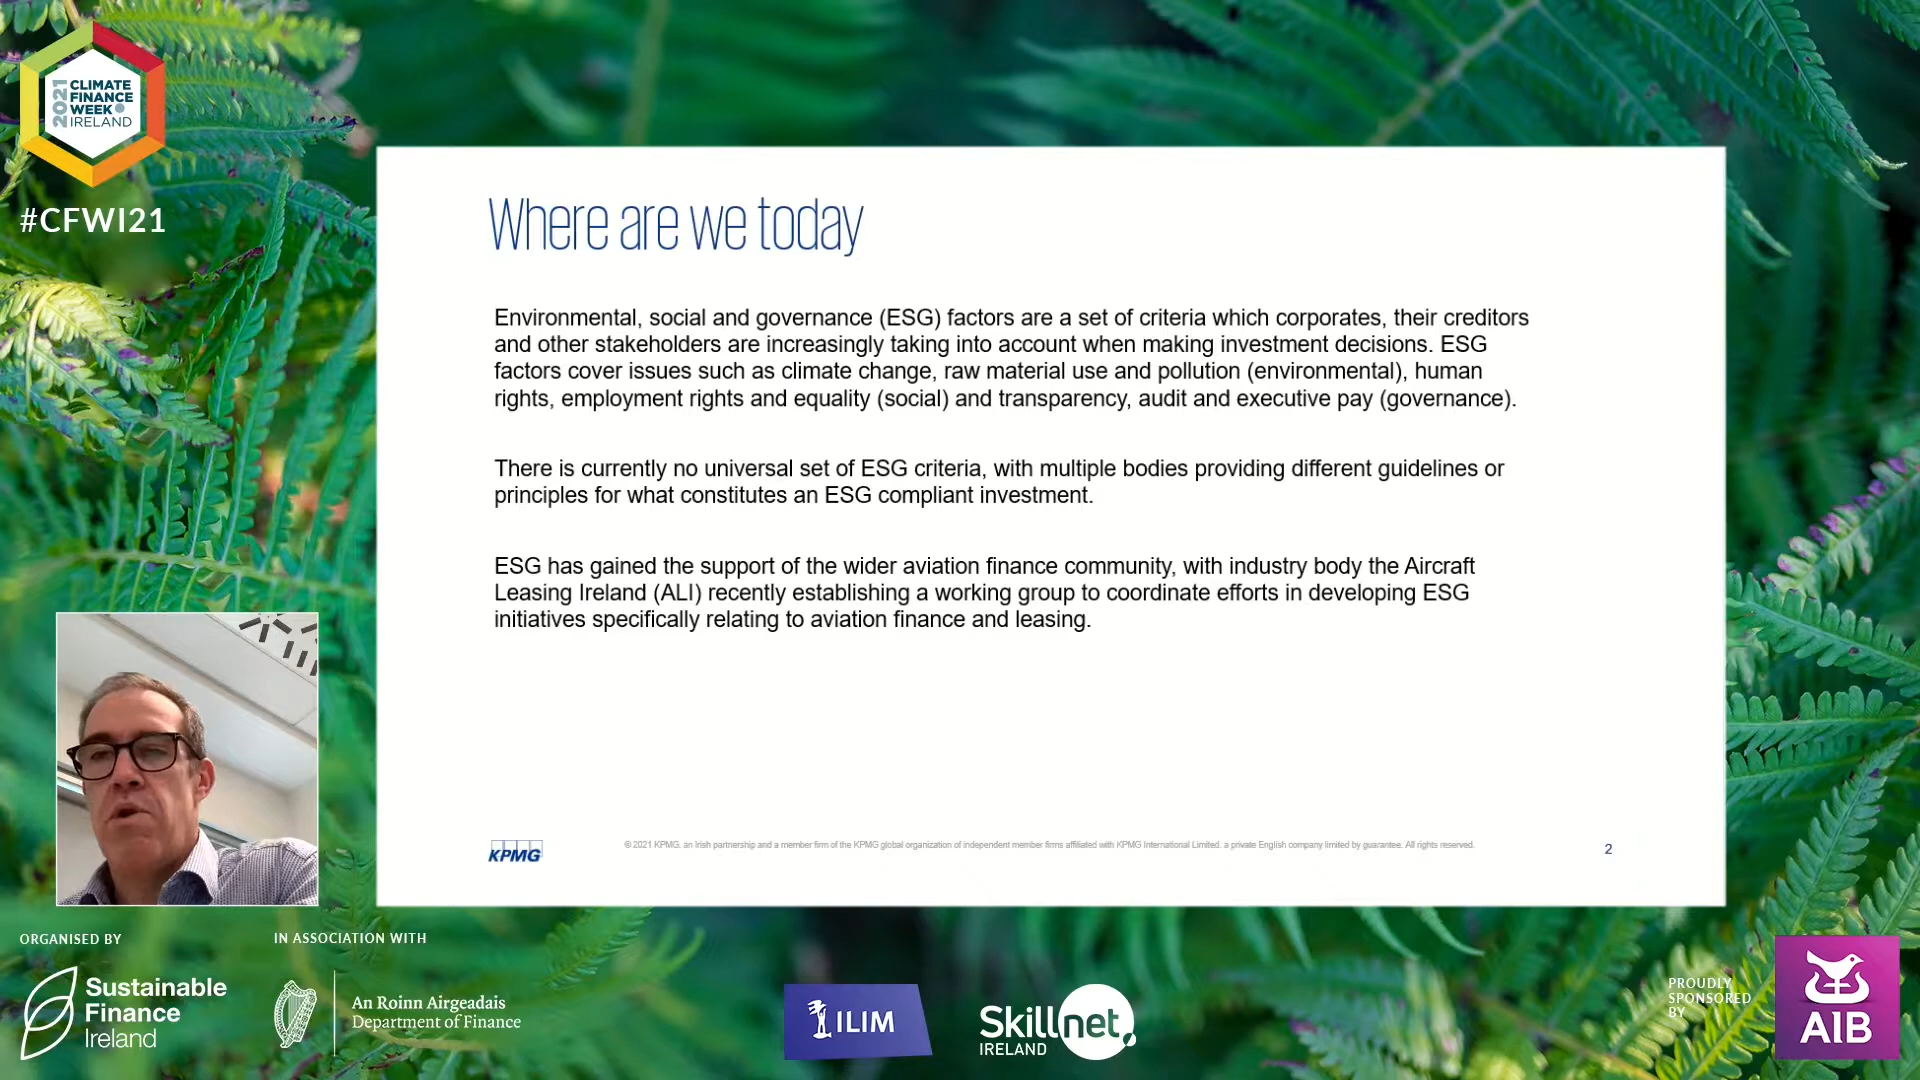 2021
CLIMATE
FINANCE
WEEK
IRELAND
#CFWI21
Where are we today
Environmental, social and governance (ESG) factors are a set of criteria which corporates, their creditors
and other stakeholders are increasingly taking into account when making investment decisions. ESG
factors cover issues such as climate change, raw material use and pollution (environmental), human
rights, employment rights and equality (social) and transparency, audit and executive pay (governance).
There is currently no universal set of ESG criteria, with multiple bodies providing different guidelines or
principles for what constitutes an ESG compliant investment.
ESG has gained the support of the wider aviation finance community, with industry body the Aircraft
Leasing Ireland (ALI) recently establishing a working group to coordinate efforts in developing ESG
initiatives specifically relating to aviation finance and leasing.
KPMG
© 2021 KPMG, an Irish partnership and a member firm of the KPMG global organization of independent member firms affiliated with KPMG International Limited, a private English company limited by guarantee. All rights reserved.
2
ORGANISED BY
Sustainable
Finance
Ireland
IN ASSOCIATION WITH
An Roinn Airgeadais
Department of Finance
ILIM
Skillnet
IRELAND
PROUDLY
SPONSORED
BY
AIB